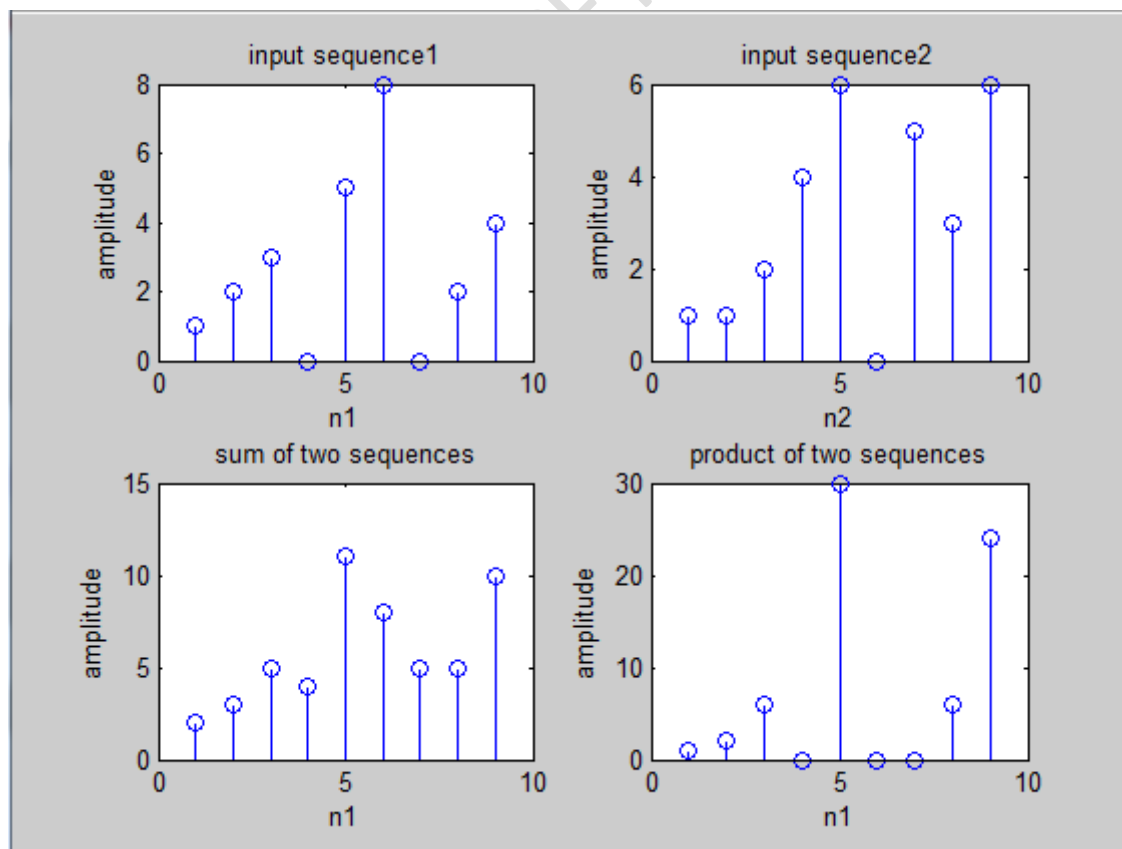 input sequence1
8
6
4
2
0
amplitude
0 5 10
n1
input sequence2
6
4
2
0
amplitude
0 5 10
n2
sum of two sequences
15
10
5
0
amplitude
0 5 10
n1
product of two sequences
30
20
10
0
amplitude
0 5 10
n1